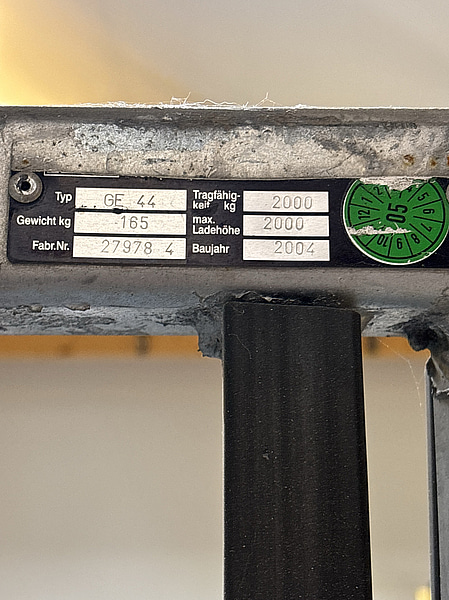 Typ GE 44 Tragfähig-
keit kg 2000
Gewicht kg 165 max.
Ladehöhe 2000
Fabr.Nr. 27978 4 Baujahr 2004
05